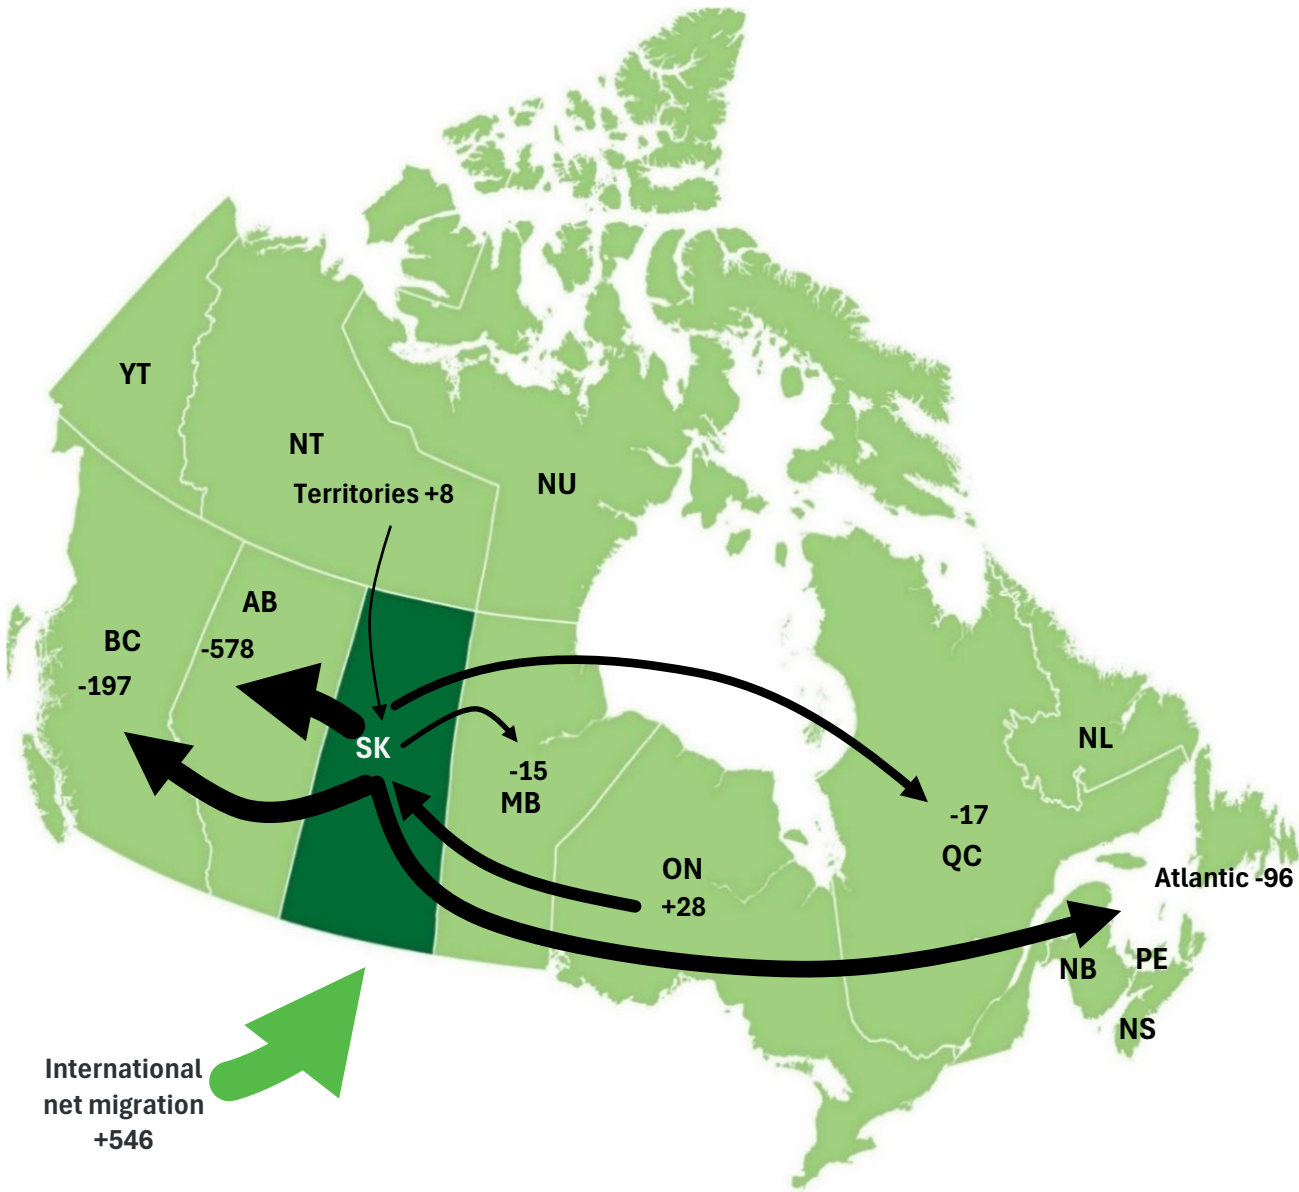 YT
NT
Territories +8
NU
AB
-578
BC
-197
SK
-15
MB
NL
-17
QC
ON
+28
Atlantic -96
NB
PE
NS
International
net migration
+546